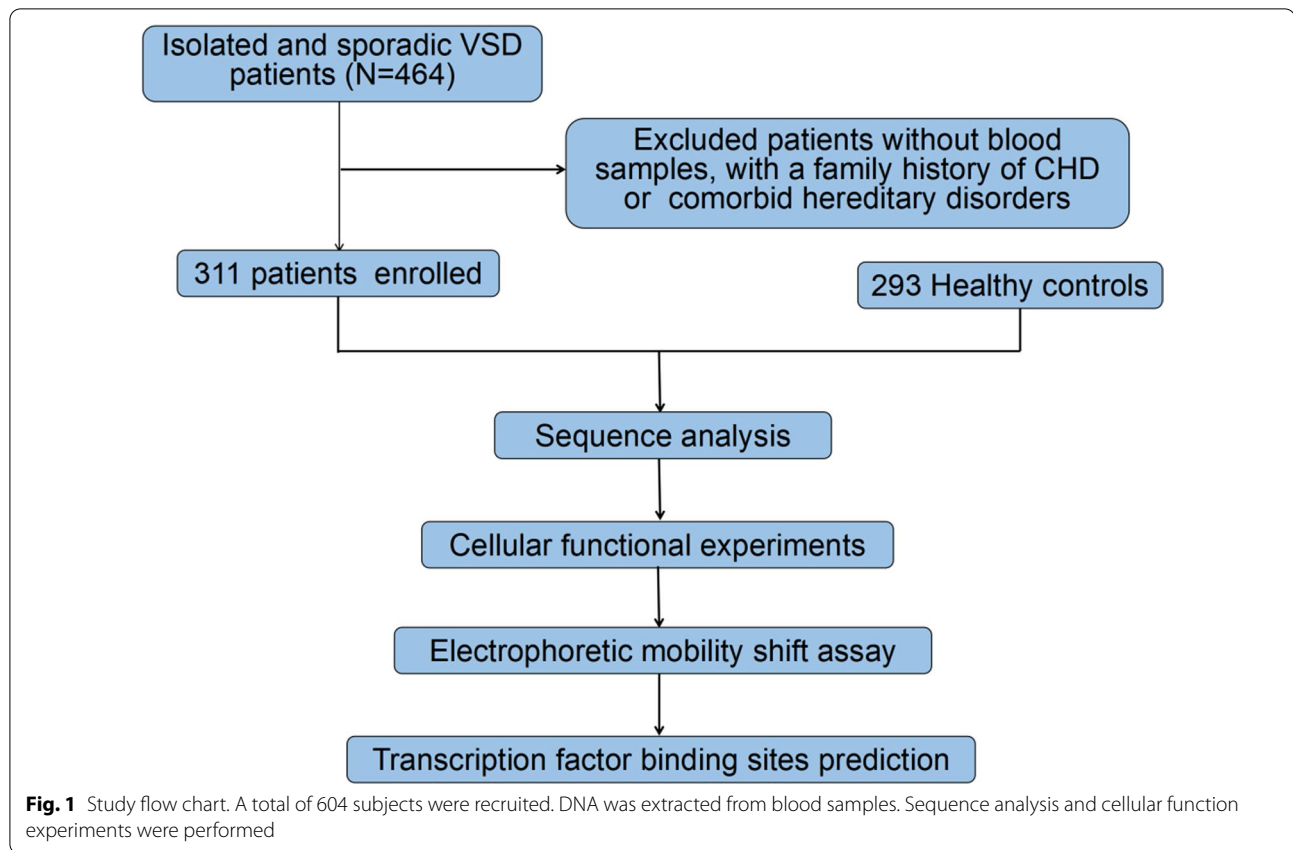 Isolated and sporadic VSD
patients (N=464)
Excluded patients without blood
samples, with a family history of CHD
or comorbid hereditary disorders
311 patients enrolled
293 Healthy controls
Sequence analysis
Cellular functional experiments
Electrophoretic mobility shift assay
Transcription factor binding sites prediction
Fig. 1 Study flow chart. A total of 604 subjects were recruited. DNA was extracted from blood samples. Sequence analysis and cellular function
experiments were performed